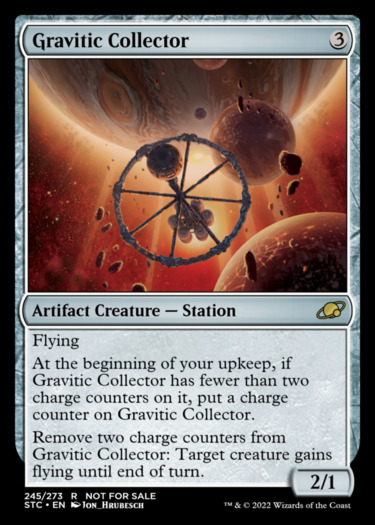 Gravitic Collector 3
Artifact Creature — Station
Flying
At the beginning of your upkeep, if
Gravitic Collector has fewer than two
charge counters on it, put a charge
counter on Gravitic Collector.
Remove two charge counters from
Gravitic Collector: Target creature gains
flying until end of turn.
2/1
245/273 R NOT FOR SALE
STC • EN Jon_Hrubesch
™ & © 2022 Wizards of the Coast